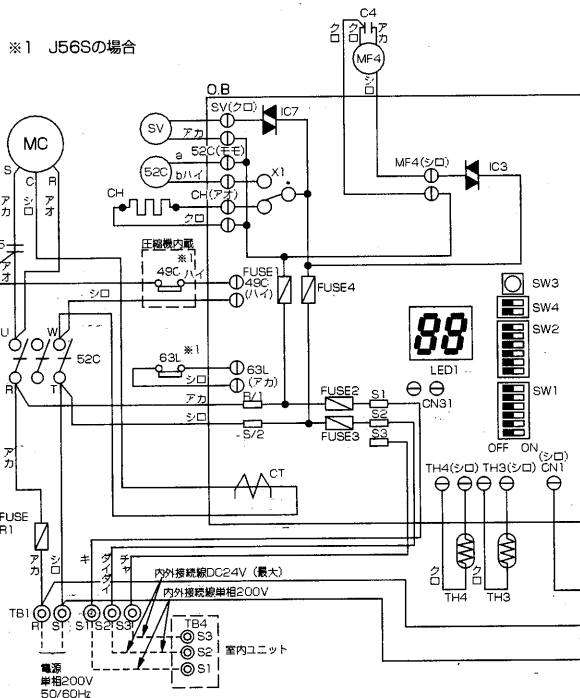 ※1 J56Sの場合
C4
クロ
クロ
アカ
MF4
シロ
O.B
SV(クロ)
IC7
SV
アカ
52C(モモ)
MC
a
52C
bハイ
X1
MF4(シロ)
IC3
S
C
R
CH
CH(アオ)
アカ
シロ
アオ
クロ
圧縮機内蔵
※1
49C
ハイ
FUSE1
49C
(ハイ)
FUSE4
アオ
シロ
SW3
SW4
SW2
U
W
52C
88
LED1
※1
63L
63L
(アカ)
シロ
R
T
アカ
R/1
FUSE2
S1
CN31
SW1
シロ
S/2
FUSE3
S2
S3
OFF ON
アカ
CT
TH4(シロ)
TH3(シロ)
(シロ)
CN1
FUSE
R1
アカ
シロ
キ
ダイダイ
チャ
クロ
クロ
TH4
TH3
内外接続線DC24V(最大)
内外接続線単相200V
TB1
R
S
S1
S2
S3
TB4
S3
S2
S1
室内ユニット
電源
単相200V
50/60Hz